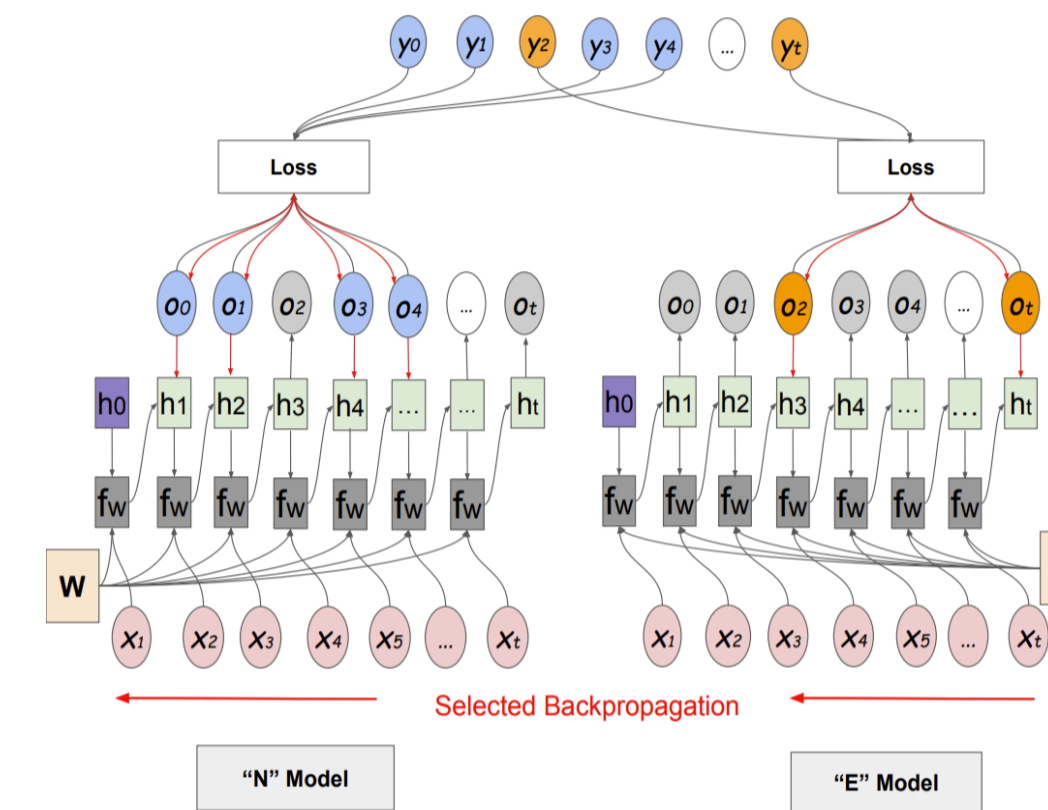 y0 y1 y2 y3 y4 ... yt
Loss Loss
o0 o1 o2 o3 o4 ... ot o0 o1 o2 o3 o4 ... ot
h0 h1 h2 h3 h4 ... ... ht h0 h1 h2 h3 h4 ... ... ht
fw fw fw fw fw fw fw fw fw fw fw fw fw fw
W
x1 x2 x3 x4 x5 ... xt x1 x2 x3 x4 x5 ... xt
Selected Backpropagation
“N” Model “E” Model